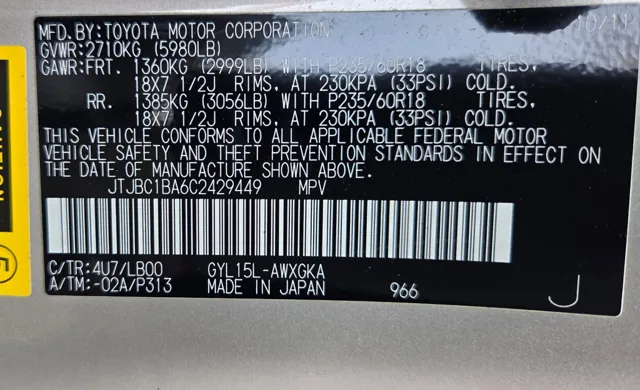 MFD.BY:TOYOTA MOTOR CORPORATION 10/11
GVWR:2710KG (5980LB)
GAWR:FRT. 1360KG (2999LB) WITH P235/60R18 TIRES,
18X7 1/2J RIMS, AT 230KPA (33PSI) COLD.
RR. 1385KG (3056LB) WITH P235/60R18 TIRES,
18X7 1/2J RIMS, AT 230KPA (33PSI) COLD.
THIS VEHICLE CONFORMS TO ALL APPLICABLE FEDERAL MOTOR
VEHICLE SAFETY AND THEFT PREVENTION STANDARDS IN EFFECT ON
THE DATE OF MANUFACTURE SHOWN ABOVE.
JTJBC1BA6C2429449 MPV
C/TR:4U7/LB00 GYL15L-AWXGKA
A/TM:-02A/P313 MADE IN JAPAN 966 J